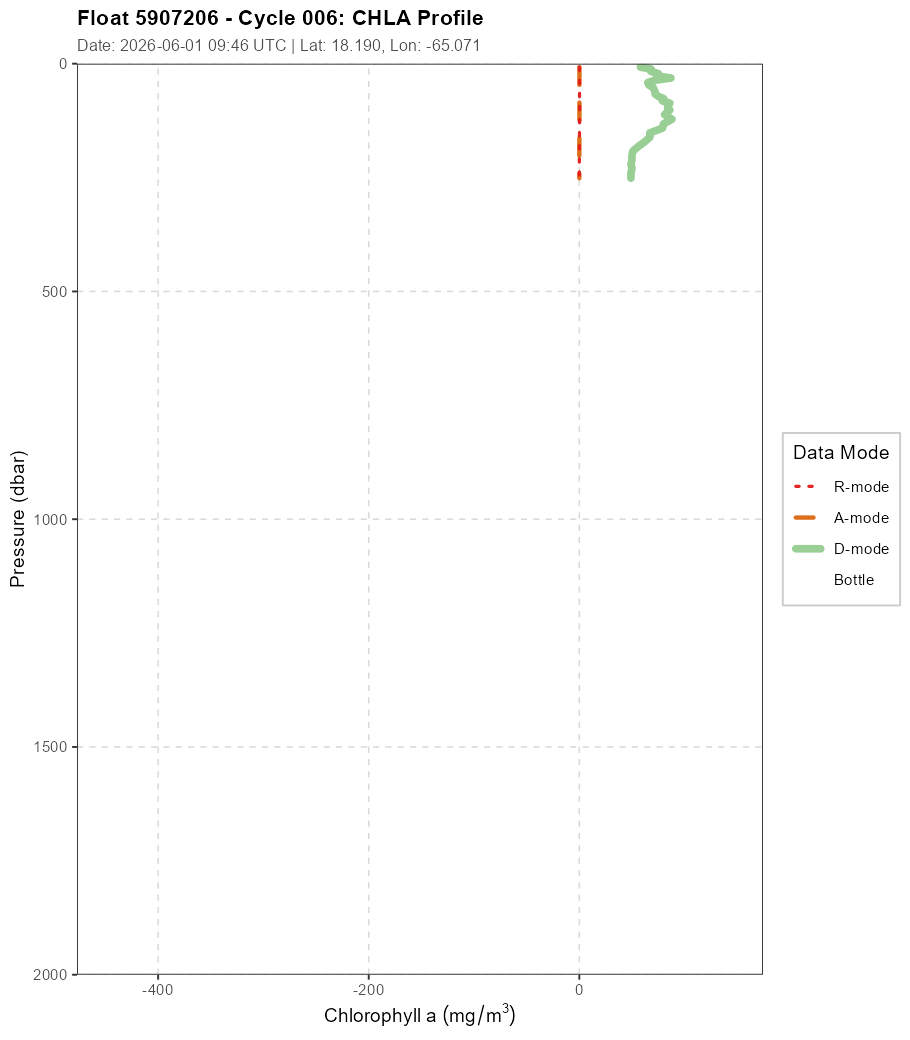 Float 5907206 - Cycle 006: CHLA Profile
Date: 2026-06-01 09:46 UTC | Lat: 18.190, Lon: -65.071
0
500
1000
1500
2000
Pressure (dbar)
-400 -200 0
Chlorophyll a (mg/m³)
Data Mode
R-mode
A-mode
D-mode
Bottle